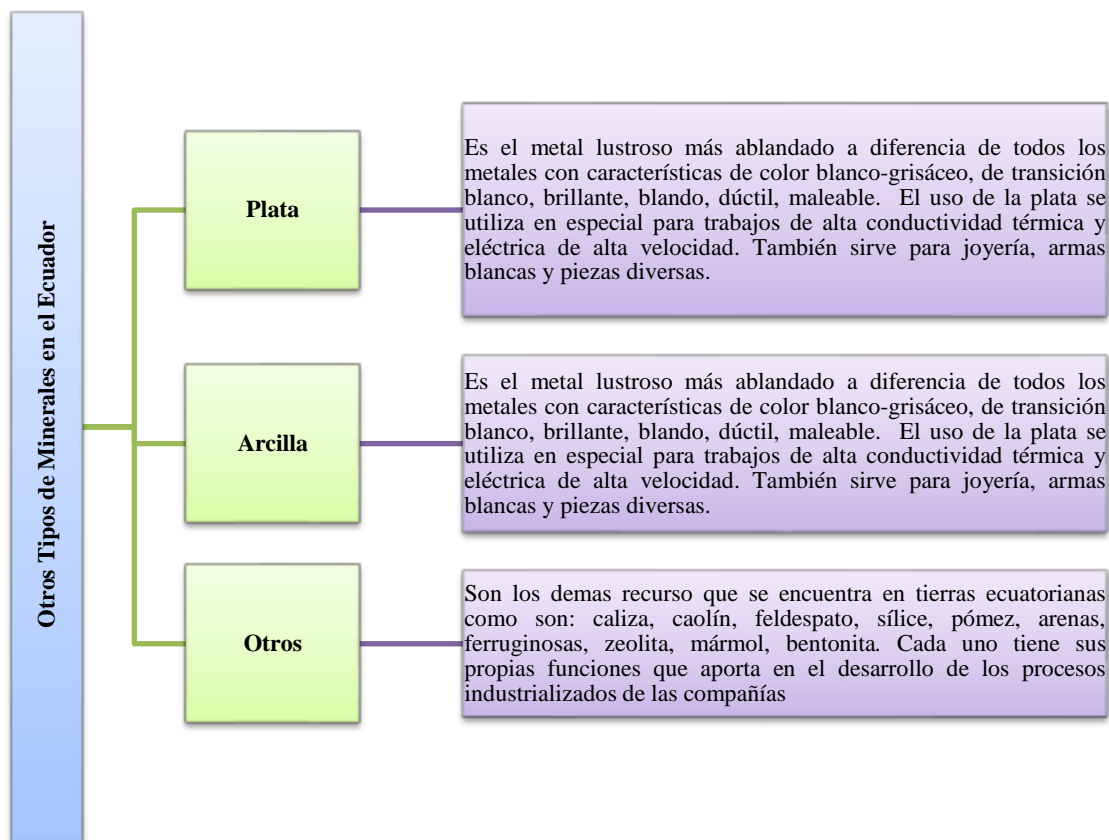 Otros Tipos de Minerales en el Ecuador
Plata
Es el metal lustroso más ablandado a diferencia de todos los
metales con características de color blanco-grisáceo, de transición
blanco, brillante, blando, dúctil, maleable.  El uso de la plata se
utiliza en especial para trabajos de alta conductividad térmica y
eléctrica de alta velocidad. También sirve para joyería, armas
blancas y piezas diversas.
Arcilla
Es el metal lustroso más ablandado a diferencia de todos los
metales con características de color blanco-grisáceo, de transición
blanco, brillante, blando, dúctil, maleable.  El uso de la plata se
utiliza en especial para trabajos de alta conductividad térmica y
eléctrica de alta velocidad. También sirve para joyería, armas
blancas y piezas diversas.
Otros
Son los demas recurso que se encuentra en tierras ecuatorianas
como son: caliza, caolín, feldespato, sílice, pómez, arenas,
ferruginosas, zeolita, mármol, bentonita. Cada uno tiene sus
propias funciones que aporta en el desarrollo de los procesos
industrializados de las compañías